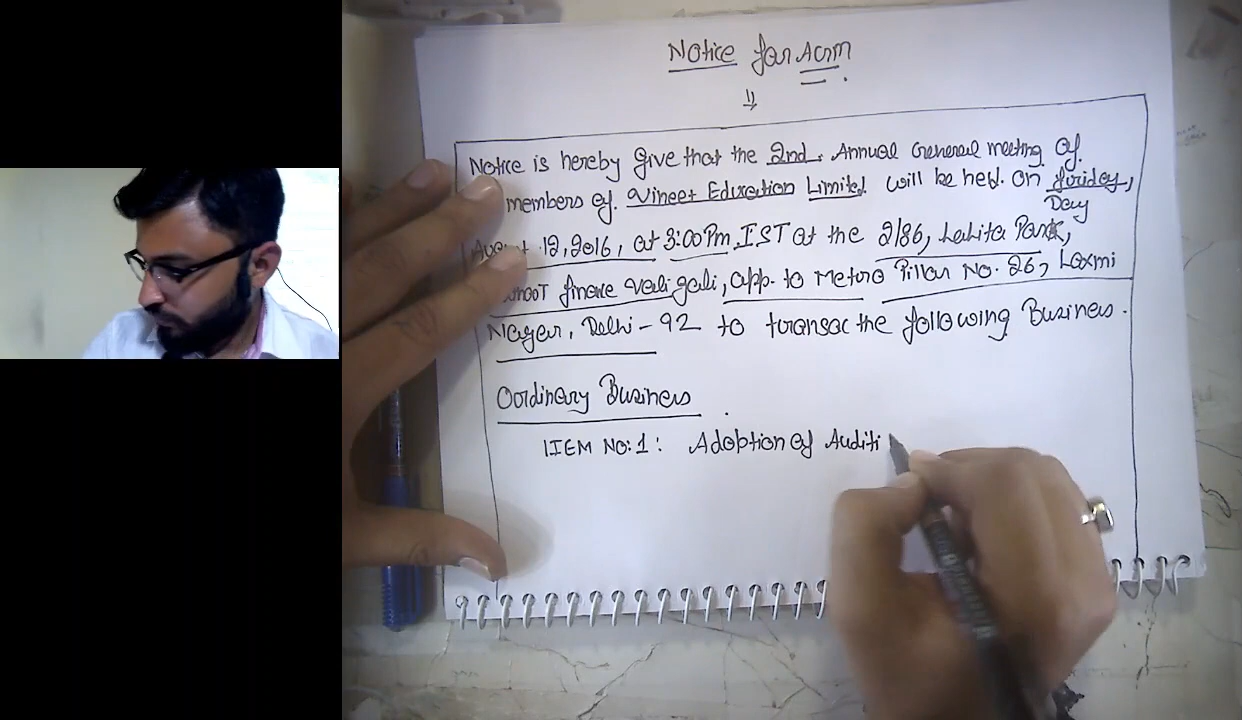 Notice for AGM
Notice is hereby give that the 2nd. Annual General meeting of
members of Vineet Education Limited. will be held. on friday,
Day
August 12, 2016, at 3:00 Pm. IST at the 2/86, Lalita Park,
finance vali gali, opp. to Metro Pillar No. 26, Laxmi
Nagar, Delhi - 92 to transac the following Business.
Oordinary Business
ITEM NO: 1: Adoption of Auditi